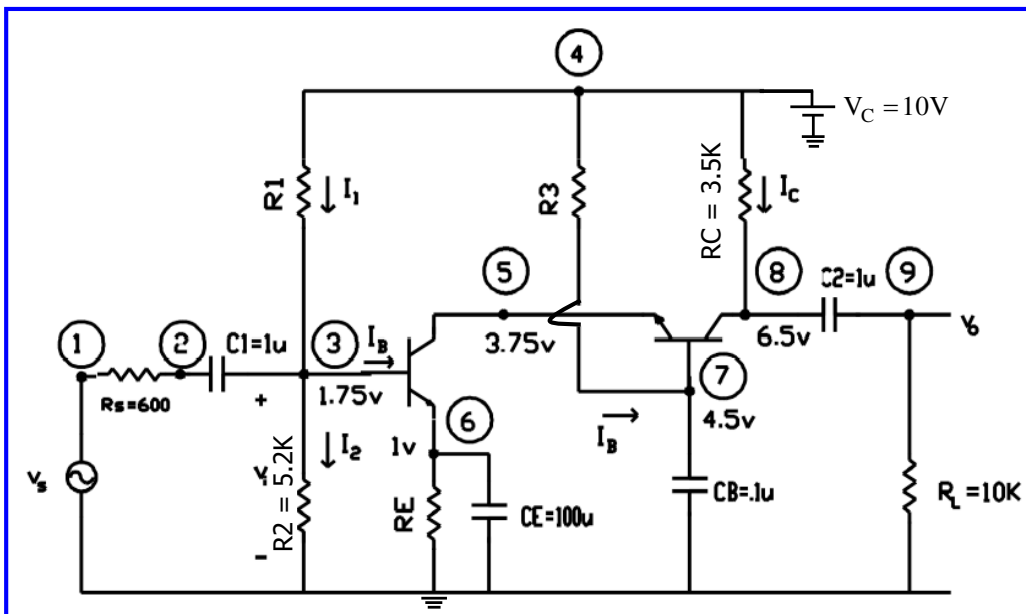 4
V_C = 10V
R1
I_1
R3
RC = 3.5K
I_C
5
8
C2=1u
9
1
2
C1=1u
3
I_B
3.75v
6.5v
v_o
Rs=600
+
1.75v
7
6
I_B
4.5v
I_2
1v
v_s
v.
R2 = 5.2K
RE
CE=100u
CB=.1u
R_L=10K
-